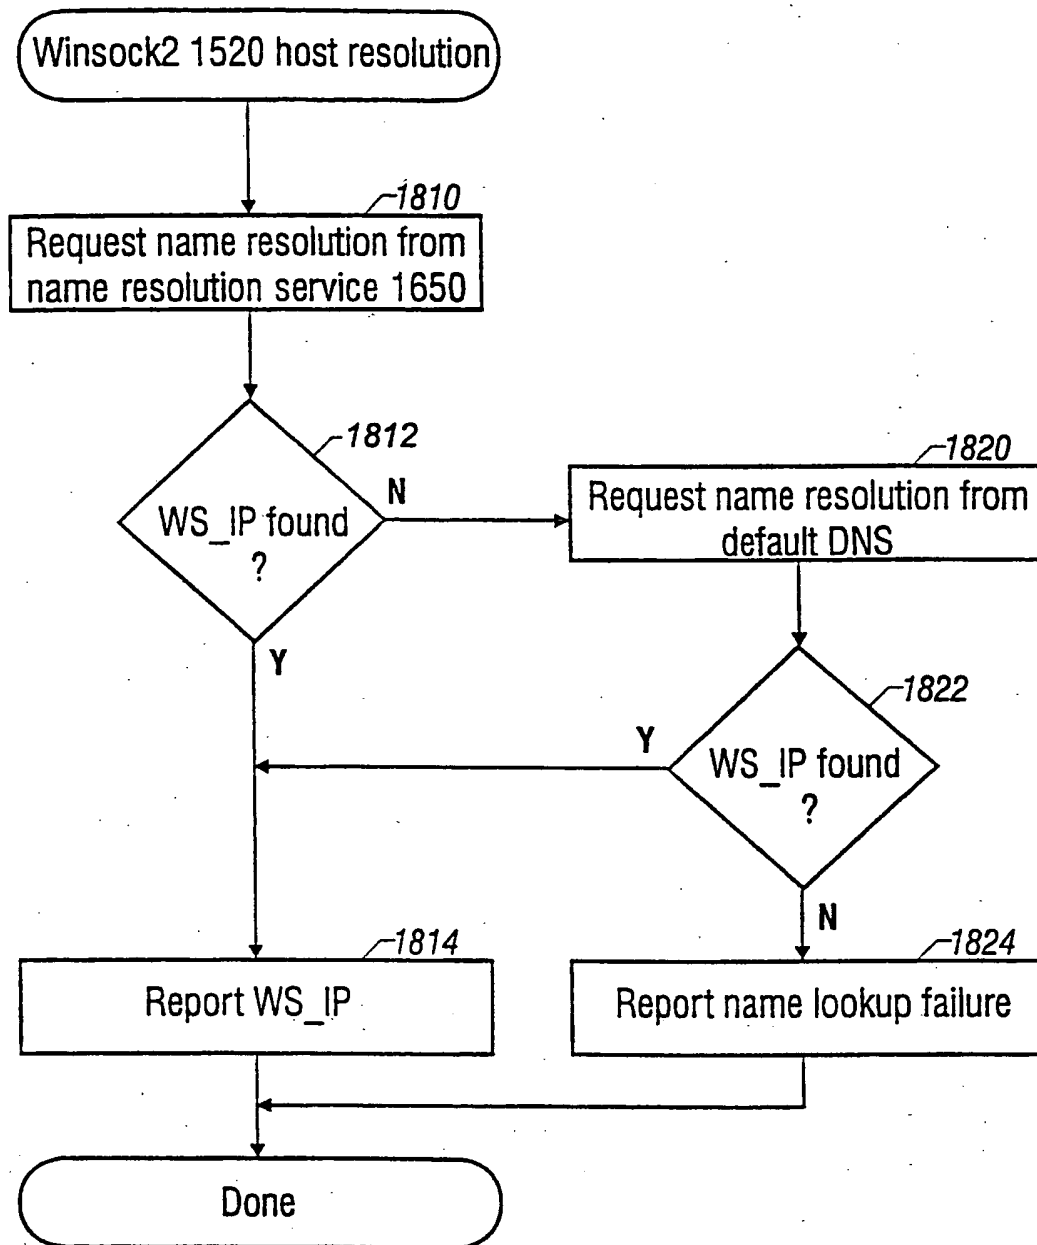 Winsock2 1520 host resolution
1810
Request name resolution from
name resolution service 1650
1812
WS_IP found
?
N
Y
1820
Request name resolution from
default DNS
1822
WS_IP found
?
Y
N
1814
Report WS_IP
1824
Report name lookup failure
Done